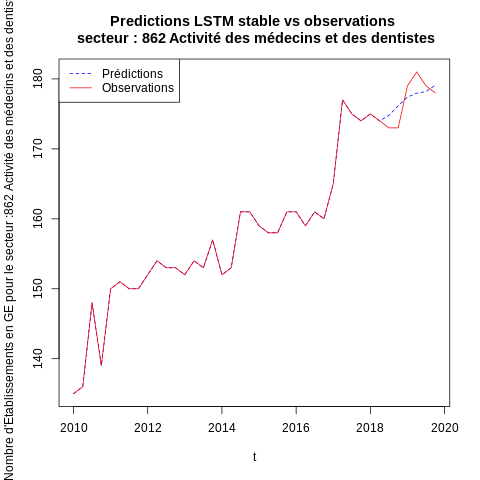 Predictions LSTM stable vs observations
secteur : 862 Activité des médecins et des dentistes
Nombre d'Etablissements en GE pour le secteur :862 Activité des médecins et des dentistes
Prédictions
Observations
180
170
160
150
140
2010
2012
2014
2016
2018
2020
t